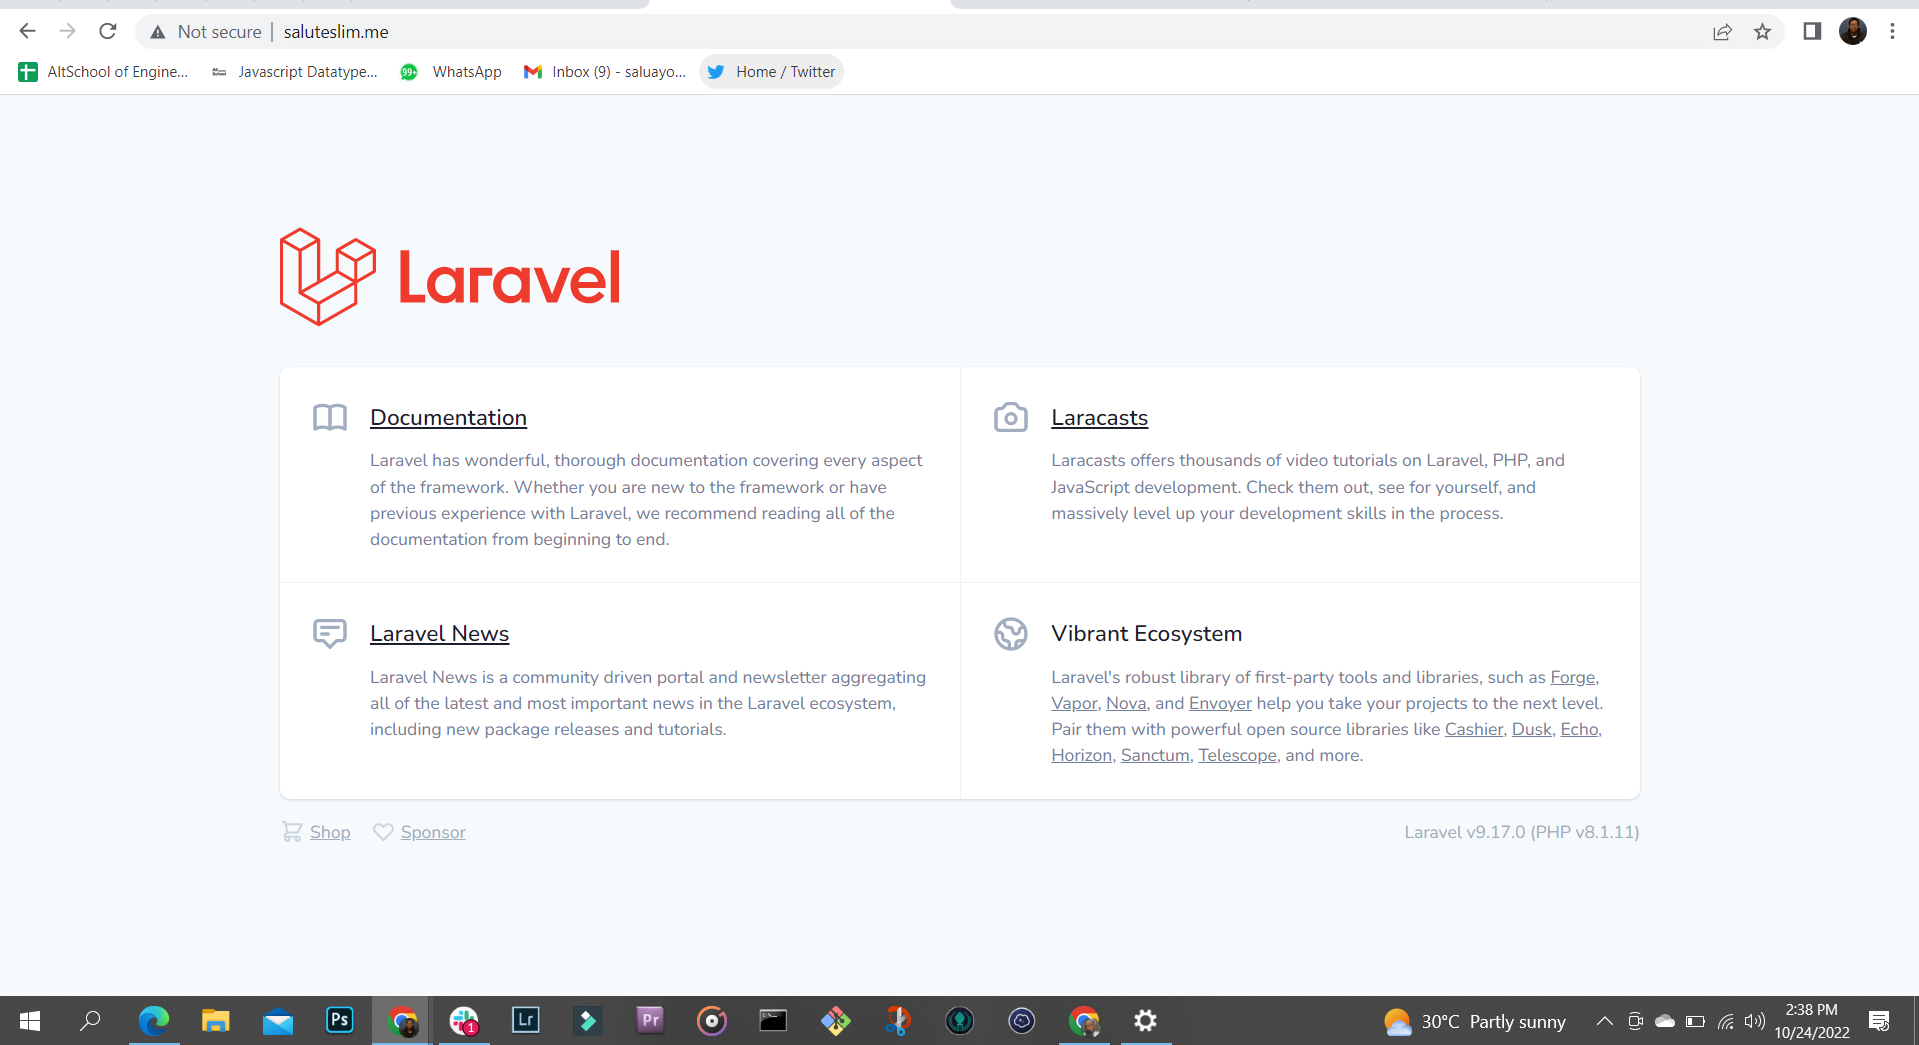 Not secure | saluteslim.me
AltSchool of Engine... Javascript Datatype... 99+ WhatsApp Inbox (9) - saluayo... Home / Twitter
Laravel
Documentation
Laravel has wonderful, thorough documentation covering every aspect
of the framework. Whether you are new to the framework or have
previous experience with Laravel, we recommend reading all of the
documentation from beginning to end.
Laracasts
Laracasts offers thousands of video tutorials on Laravel, PHP, and
JavaScript development. Check them out, see for yourself, and
massively level up your development skills in the process.
Laravel News
Laravel News is a community driven portal and newsletter aggregating
all of the latest and most important news in the Laravel ecosystem,
including new package releases and tutorials.
Vibrant Ecosystem
Laravel's robust library of first-party tools and libraries, such as Forge,
Vapor, Nova, and Envoyer help you take your projects to the next level.
Pair them with powerful open source libraries like Cashier, Dusk, Echo,
Horizon, Sanctum, Telescope, and more.
Shop Sponsor Laravel v9.17.0 (PHP v8.1.11)
Ps 1 Lr Pr 30°C Partly sunny
2:38 PM
10/24/2022